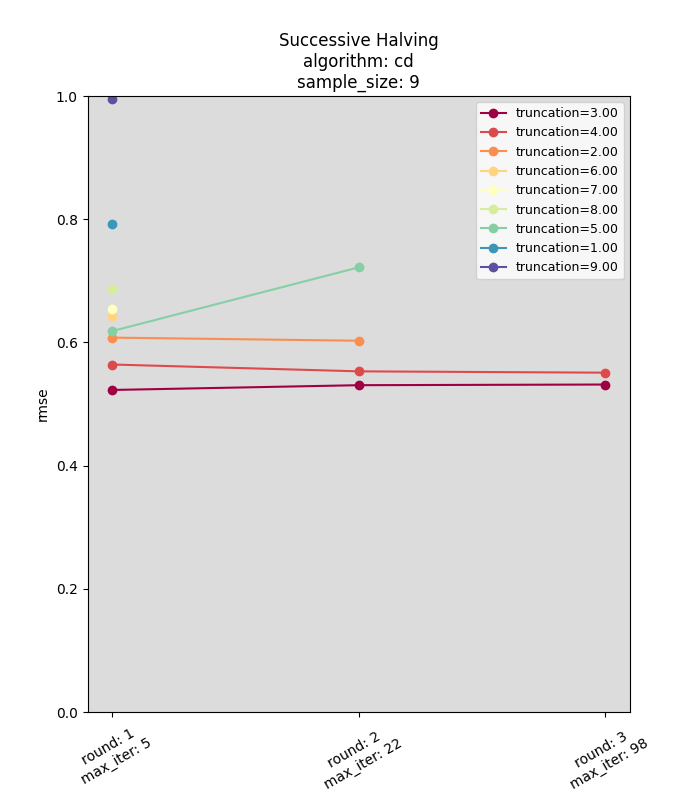 Successive Halving
algorithm: cd
sample_size: 9
rmse
1.0
0.8
0.6
0.4
0.2
0.0
truncation=3.00
truncation=4.00
truncation=2.00
truncation=6.00
truncation=7.00
truncation=8.00
truncation=5.00
truncation=1.00
truncation=9.00
round: 1
max_iter: 5
round: 2
max_iter: 22
round: 3
max_iter: 98